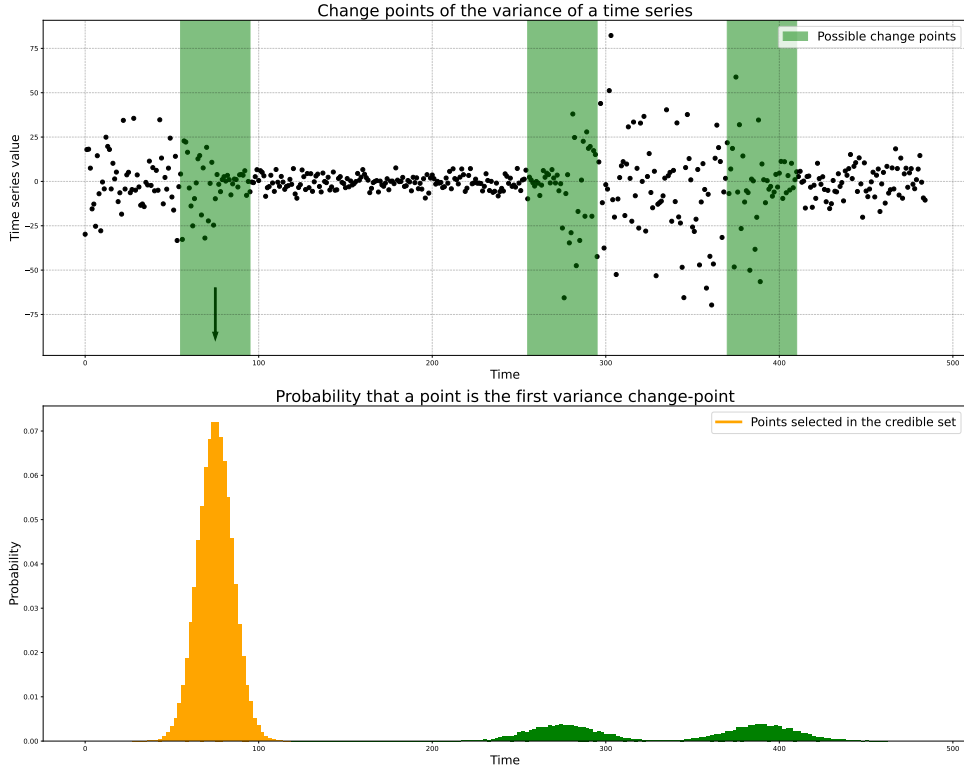 Change points of the variance of a time series
Possible change points
Time series value
75
50
25
0
−25
−50
−75
0 100 200 300 400 500
Time
Probability that a point is the first variance change-point
Points selected in the credible set
Probability
0.07
0.06
0.05
0.04
0.03
0.02
0.01
0.00
0 100 200 300 400 500
Time